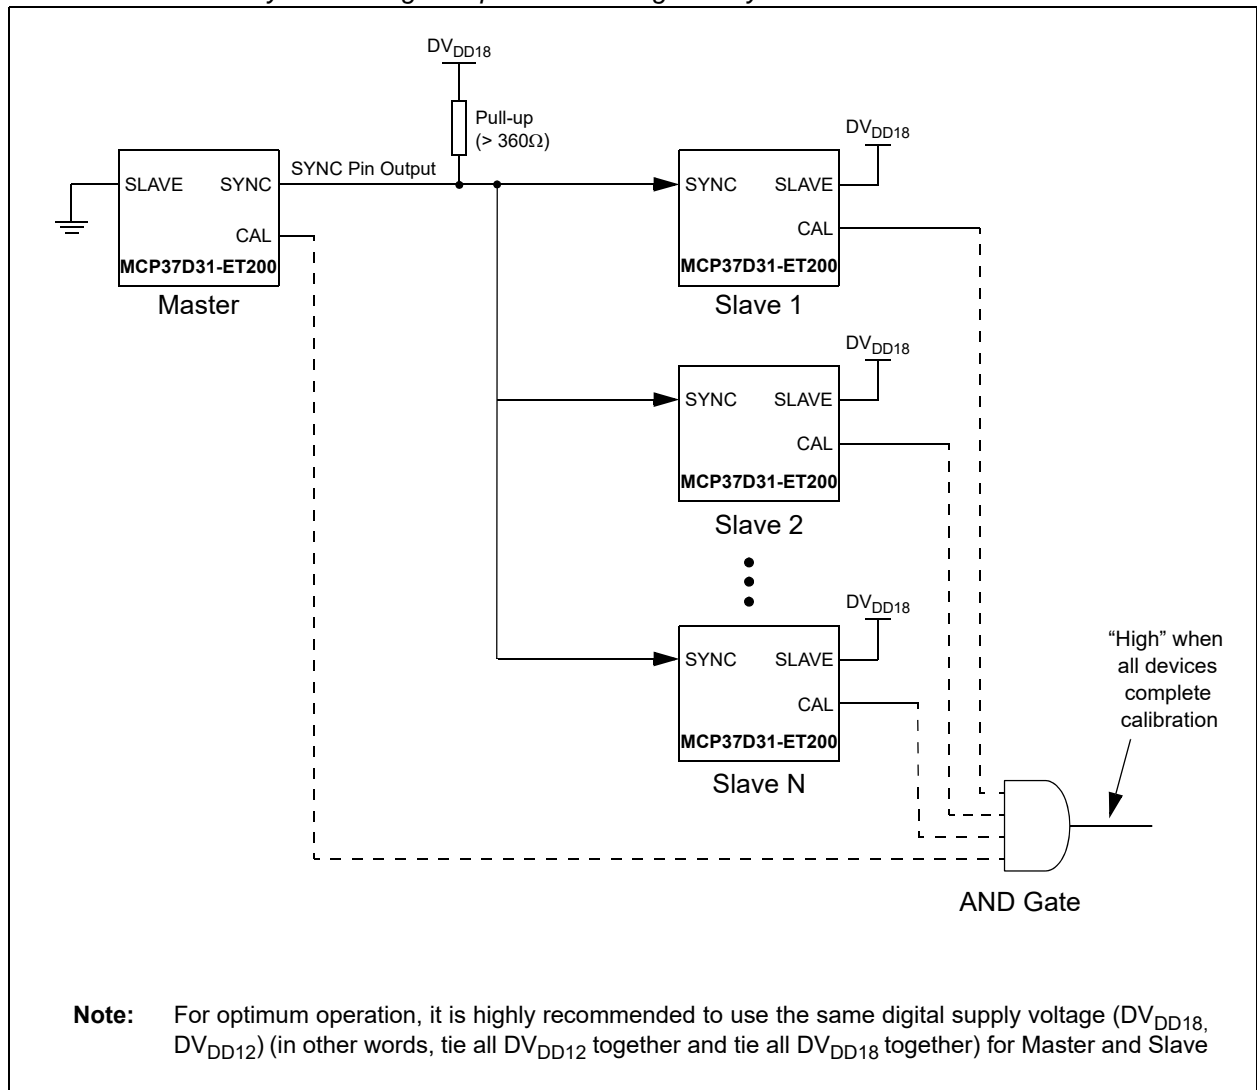 DVDD18
Pull-up
(> 360Ω)
SLAVE SYNC
SYNC Pin Output
CAL
MCP37D31-ET200
Master
DVDD18
SYNC SLAVE
CAL
MCP37D31-ET200
Slave 1
DVDD18
SYNC SLAVE
CAL
MCP37D31-ET200
Slave 2
DVDD18
SYNC SLAVE
CAL
MCP37D31-ET200
Slave N
“High” when
all devices
complete
calibration
AND Gate
Note: For optimum operation, it is highly recommended to use the same digital supply voltage (DVDD18,
DVDD12) (in other words, tie all DVDD12 together and tie all DVDD18 together) for Master and Slave